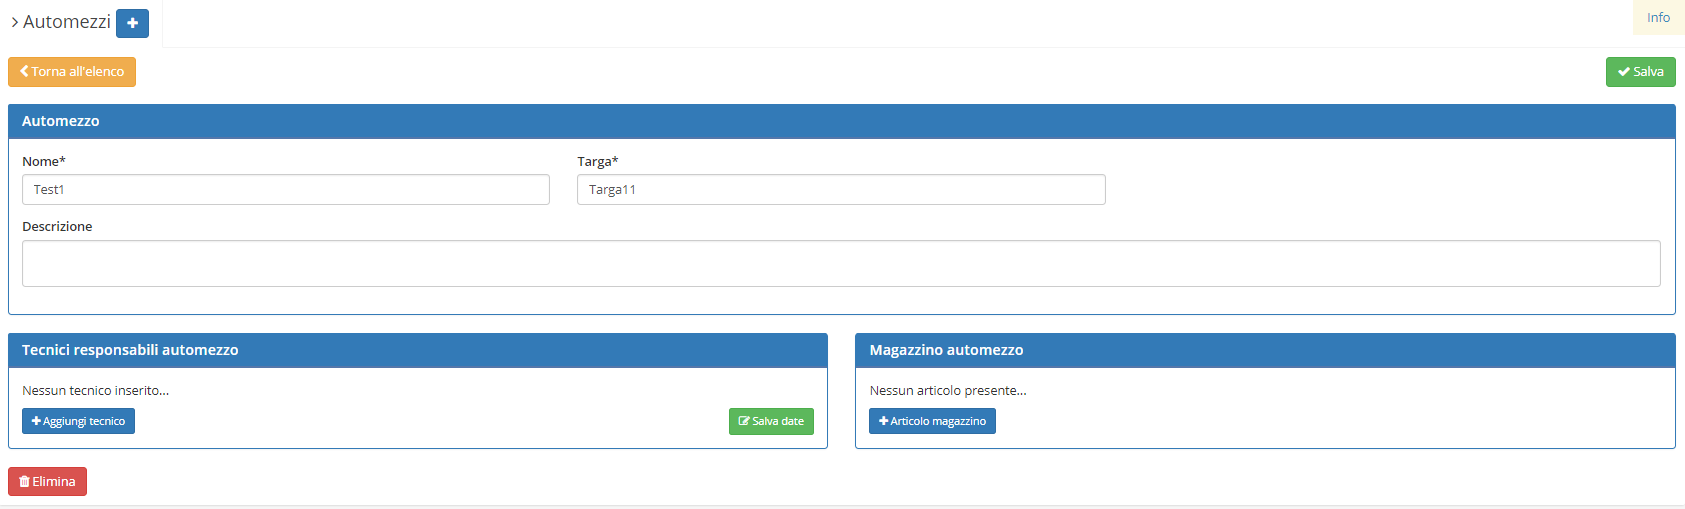 Automezzi
Info
Torna all'elenco
Salva
Automezzo
Nome*
Targa*
Test1
Targa11
Descrizione
Tecnici responsabili automezzo
Magazzino automezzo
Nessun tecnico inserito...
Nessun articolo presente...
Aggiungi tecnico
Salva date
Articolo magazzino
Elimina